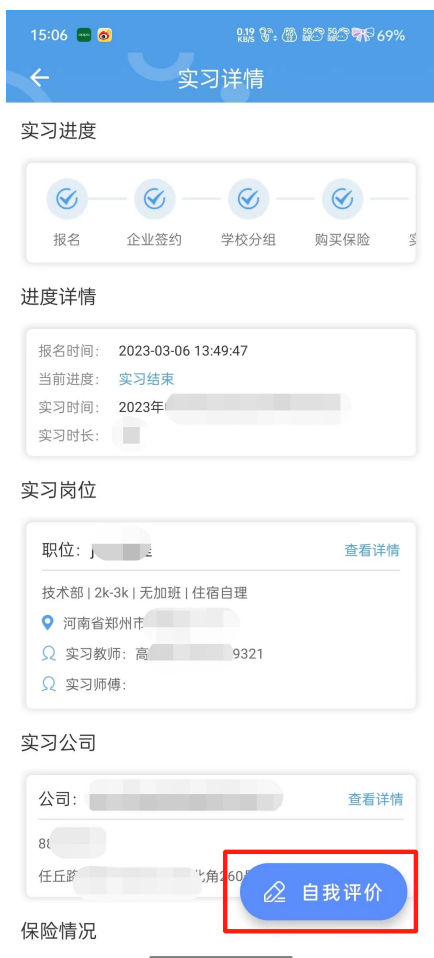 15:06 0.19 KB/S 5G 5G 69%
实习详情
实习进度
报名 企业签约 学校分组 购买保险
进度详情
报名时间: 2023-03-06 13:49:47
当前进度: 实习结束
实习时间: 2023年
实习时长:
实习岗位
职位: 查看详情
技术部 | 2k-3k | 无加班 | 住宿自理
河南省郑州市
实习教师: 高 9321
实习师傅:
实习公司
公司: 查看详情
88
任丘路 北角260
自我评价
保险情况